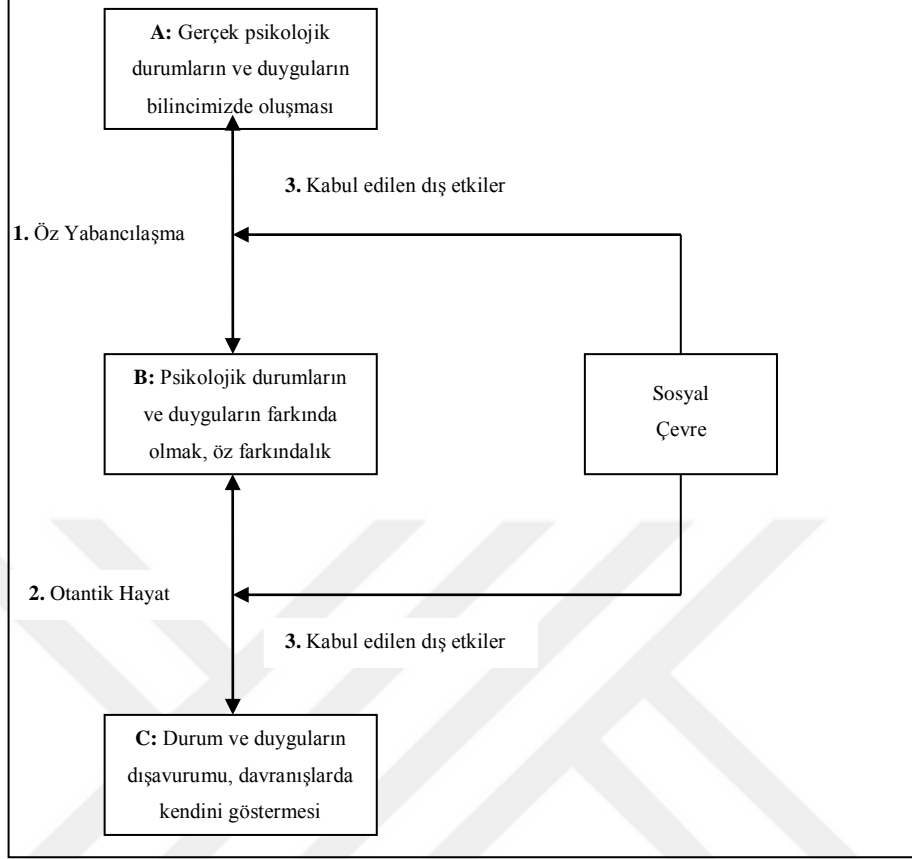 A: Gerçek psikolojik
durumların ve duyguların
bilincimizde oluşması
3. Kabul edilen dış etkiler
1. Öz Yabancılaşma
B: Psikolojik durumların
ve duyguların farkında
olmak, öz farkındalık
Sosyal
Çevre
2. Otantik Hayat
3. Kabul edilen dış etkiler
C: Durum ve duyguların
dışavurumu, davranışlarda
kendini göstermesi